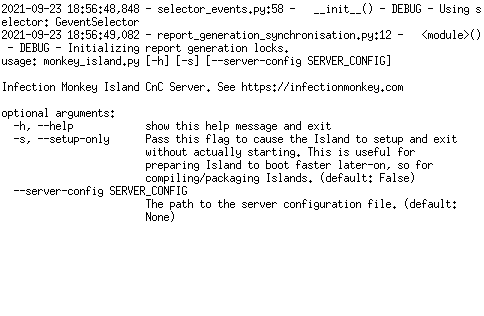 2021-09-23 18:56:48,848 - selector_events.py:58 -   __init__() - DEBUG - Using s
elector: GeventSelector
2021-09-23 18:56:49,082 - report_generation_synchronisation.py:12 -   <module>()
 - DEBUG - Initializing report generation locks.
usage: monkey_island.py [-h] [-s] [--server-config SERVER_CONFIG]

Infection Monkey Island CnC Server. See https://infectionmonkey.com

optional arguments:
  -h, --help            show this help message and exit
  -s, --setup-only      Pass this flag to cause the Island to setup and exit
                        without actually starting. This is useful for
                        preparing Island to boot faster later-on, so for
                        compiling/packaging Islands. (default: False)
  --server-config SERVER_CONFIG
                        The path to the server configuration file. (default:
                        None)